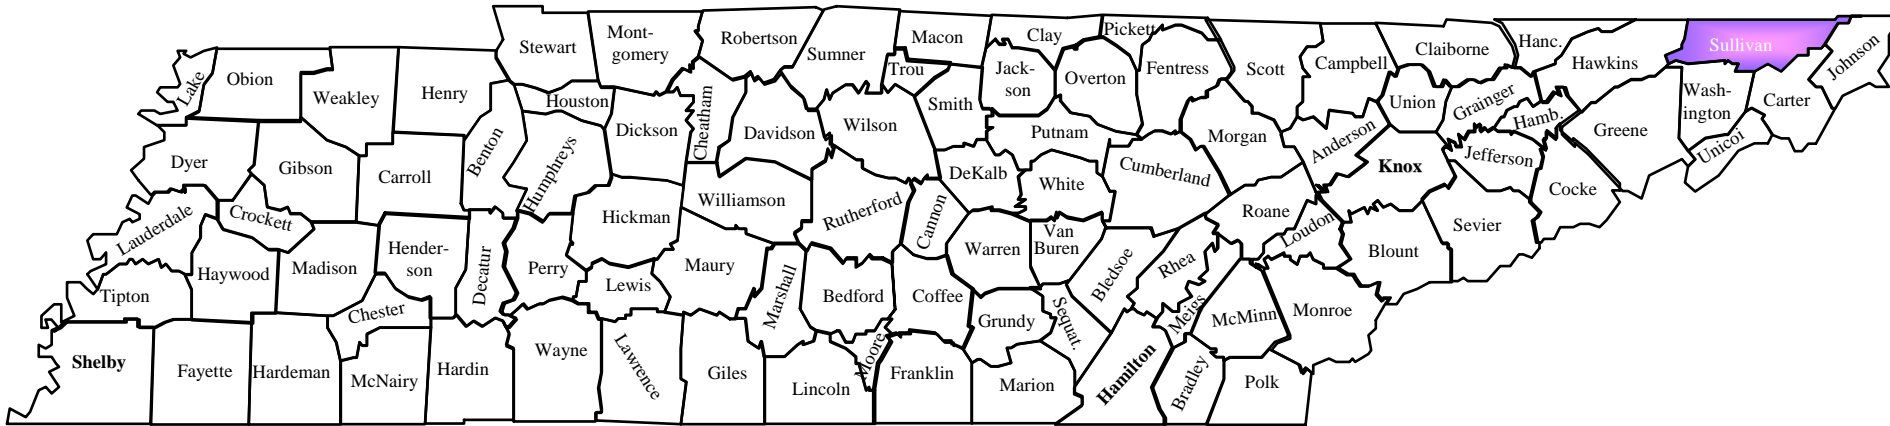 Stewart
Mont-
gomery
Robertson
Sumner
Macon
Trou
Clay
Pickett
Jack-
son
Overton
Fentress
Scott
Campbell
Claiborne
Hanc.
Hawkins
Sullivan
Johnson
Lake
Obion
Weakley
Henry
Houston
Dickson
Cheatham
Davidson
Wilson
Smith
Putnam
Morgan
Anderson
Union
Grainger
Hamb.
Greene
Wash-
ington
Carter
Unicoi
Dyer
Gibson
Carroll
Benton
Humphreys
Hickman
Williamson
Rutherford
Cannon
DeKalb
White
Cumberland
Roane
Loudon
Knox
Jefferson
Cocke
Sevier
Blount
Lauderdale
Crockett
Haywood
Madison
Hender-
son
Decatur
Perry
Lewis
Maury
Marshall
Bedford
Coffee
Warren
Van
Buren
Bledsoe
Rhea
Meigs
McMinn
Monroe
Tipton
Chester
Grundy
Sequat.
Shelby
Fayette
Hardeman
McNairy
Hardin
Wayne
Lawrence
Giles
Lincoln
Moore
Franklin
Marion
Hamilton
Bradley
Polk